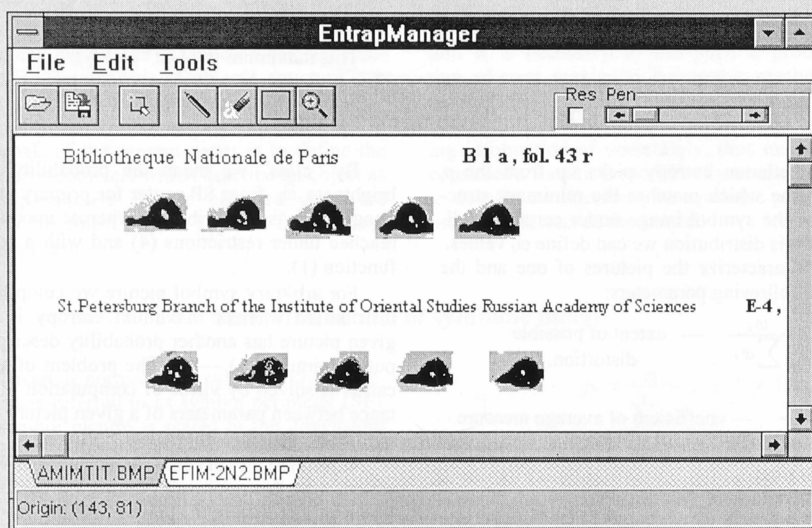 EntrapManager
File Edit Tools
Res Pen
Bibliotheque Nationale de Paris B l a , fol. 43 r
St Petersburg Branch of the Institute of Oriental Studies Russian Academy of Sciences E-4 ,
AMIMTIT.BMP EFIM-2N2.BMP
Origin: (143, 81)